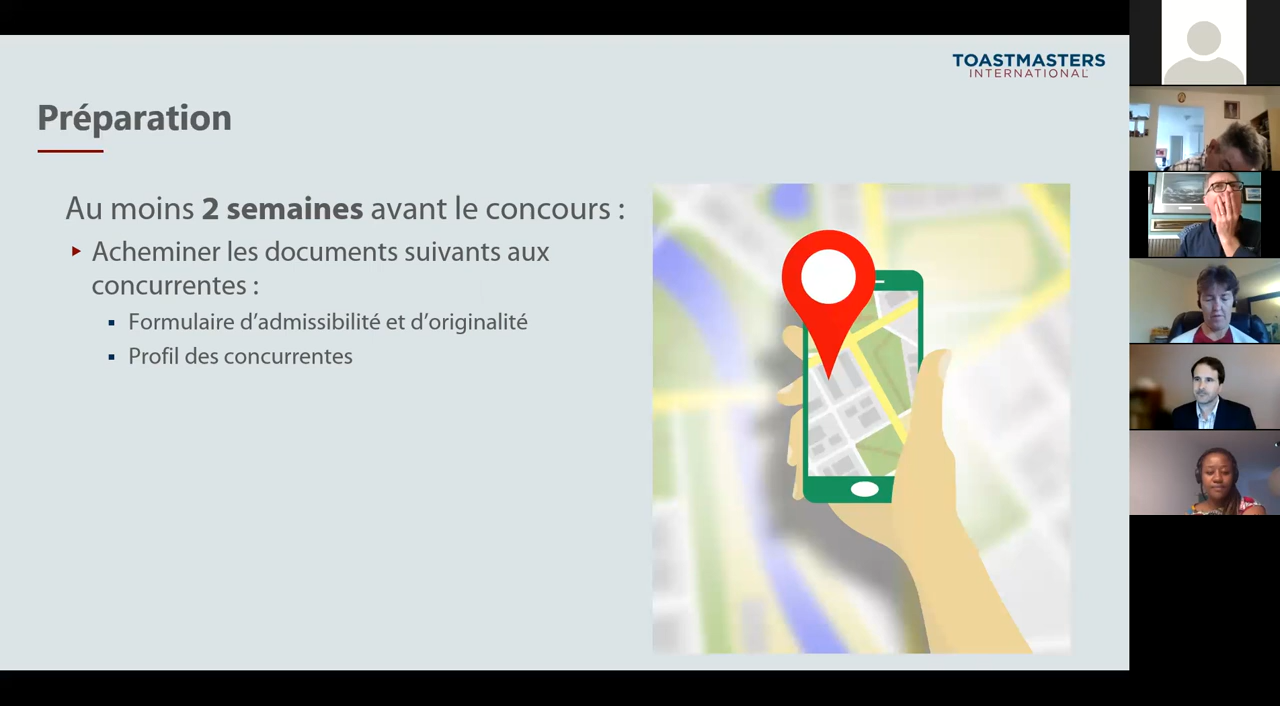 TOASTMASTERS
INTERNATIONAL
Préparation
Au moins 2 semaines avant le concours :
Acheminer les documents suivants aux
concurrentes :
Formulaire d’admissibilité et d’originalité
Profil des concurrentes